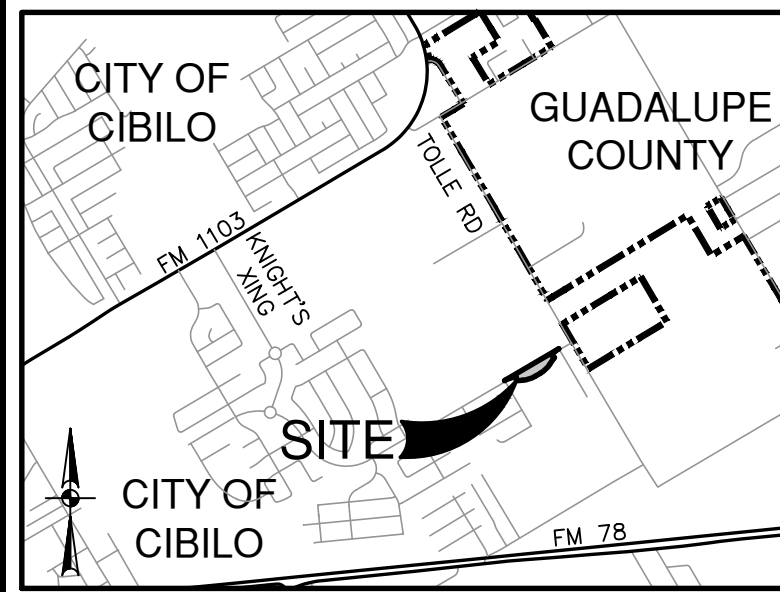 CITY OF
CIBILO
GUADALUPE
COUNTY
TOLLE RD
FM 1103
KNIGHT'S
XING
SITE
CITY OF
CIBILO
FM 78